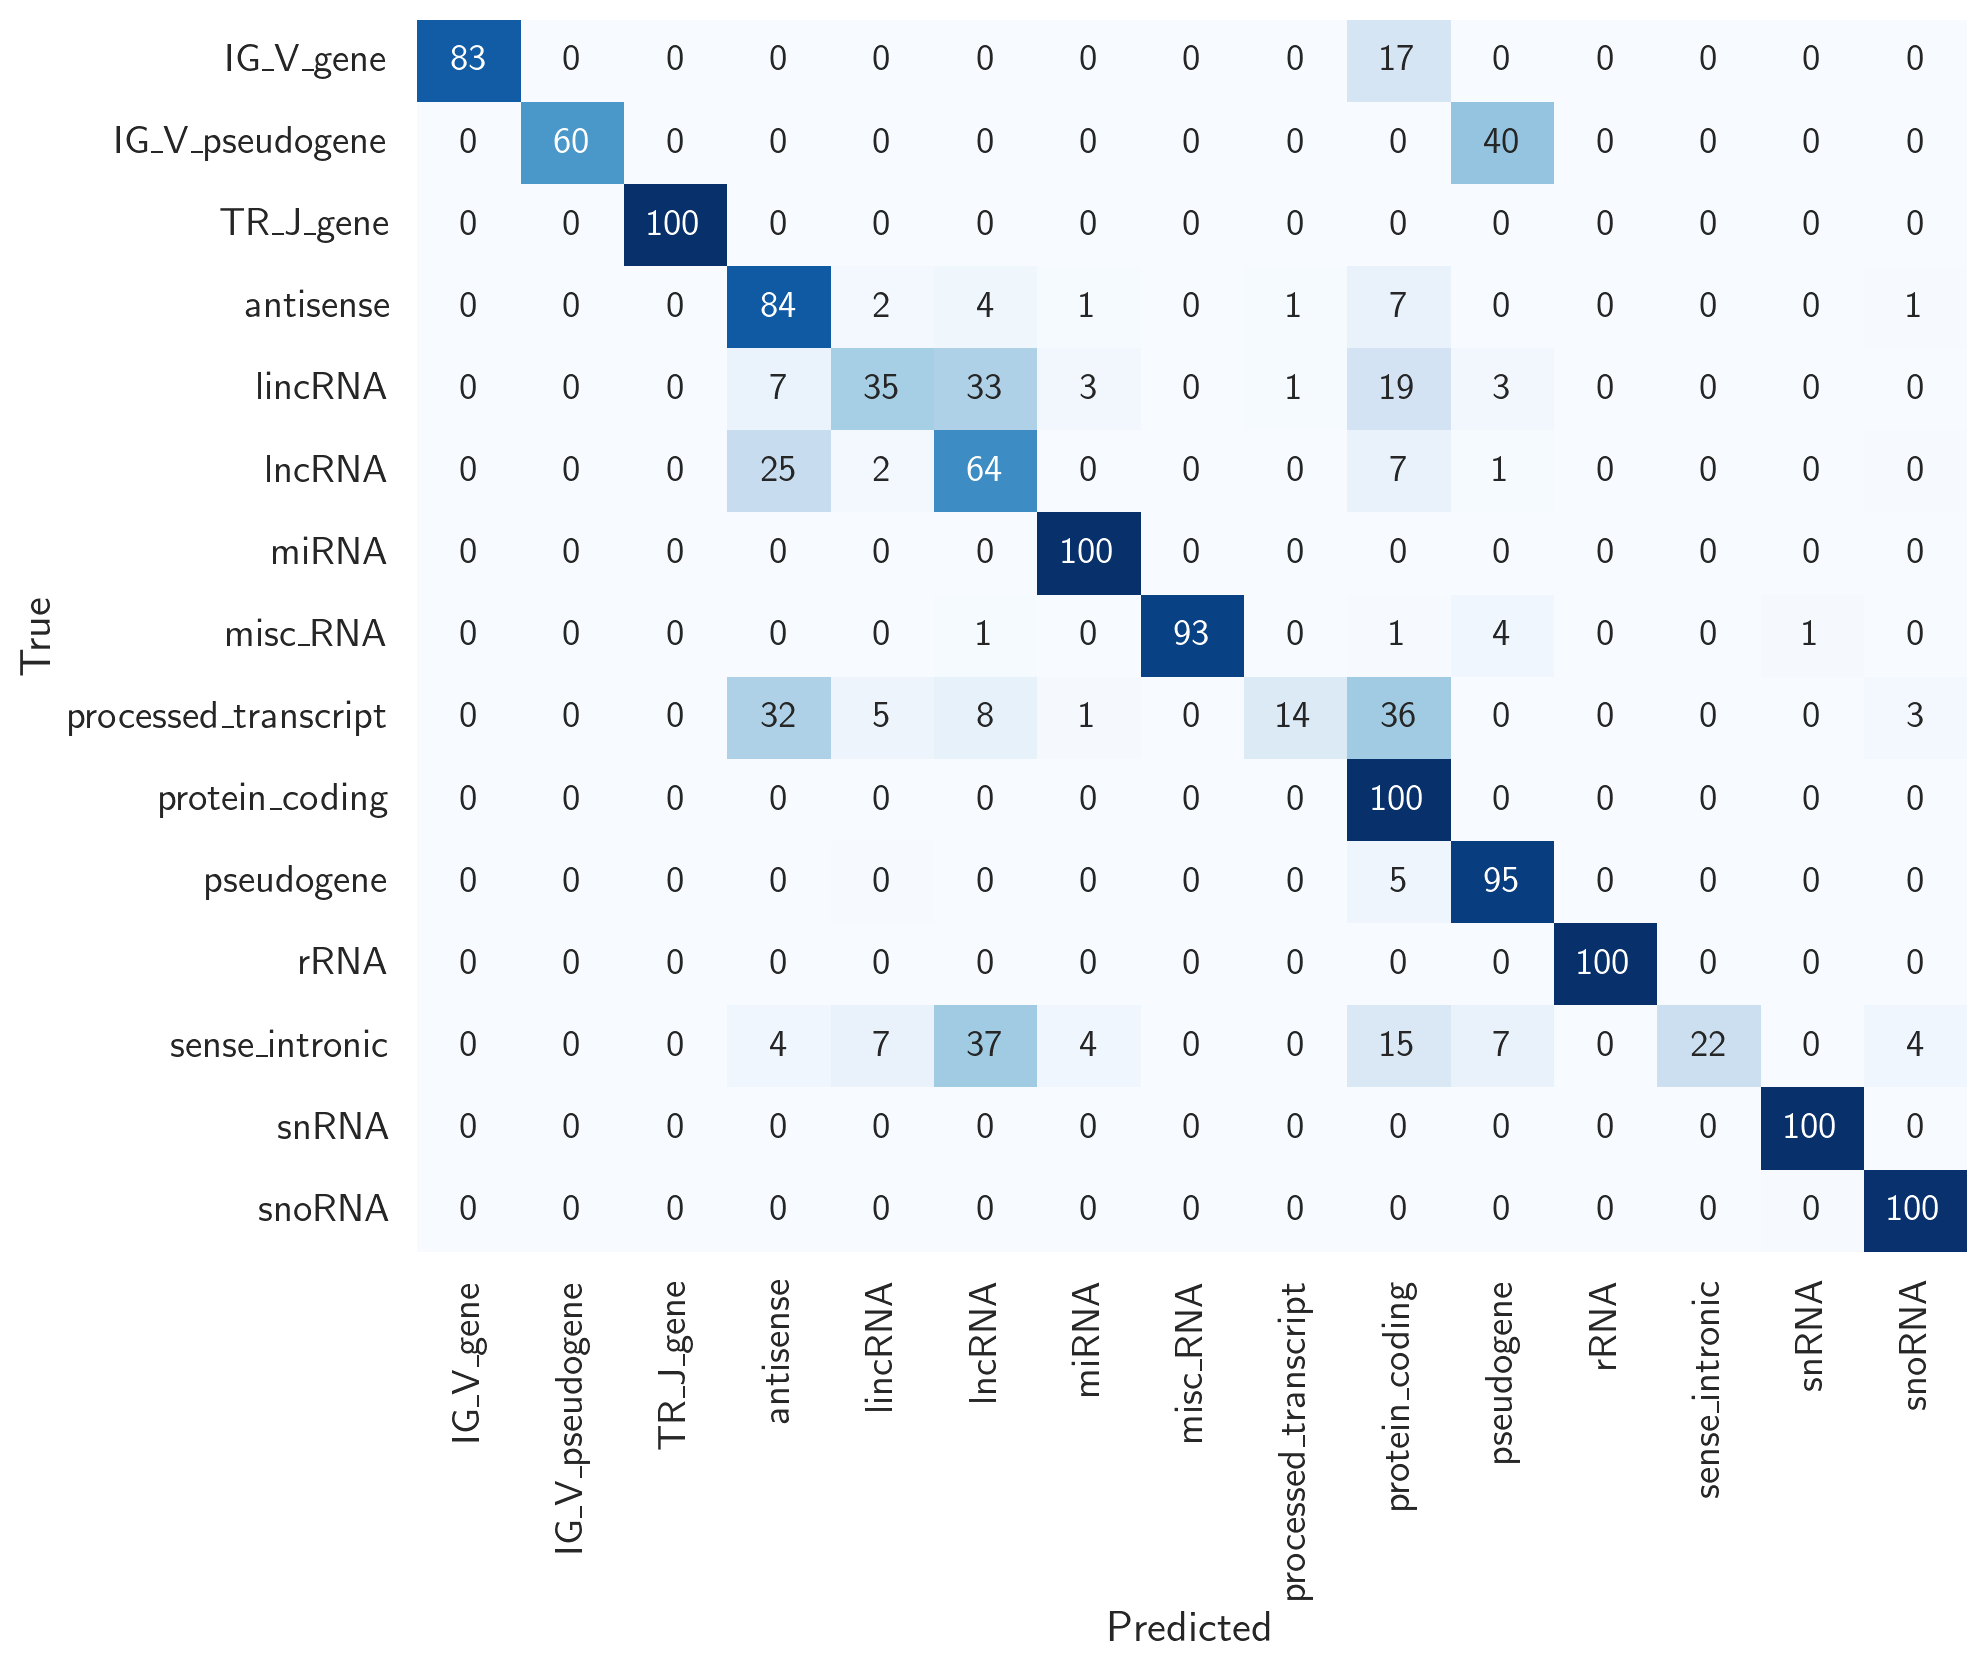 IG_V_gene 83 0 0 0 0 0 0 0 0 17 0 0 0 0 0
IG_V_pseudogene 0 60 0 0 0 0 0 0 0 0 40 0 0 0 0
TR_J_gene 0 0 100 0 0 0 0 0 0 0 0 0 0 0 0
antisense 0 0 0 84 2 4 1 0 1 7 0 0 0 0 1
lincRNA 0 0 0 7 35 33 3 0 1 19 3 0 0 0 0
lncRNA 0 0 0 25 2 64 0 0 0 7 1 0 0 0 0
miRNA 0 0 0 0 0 0 100 0 0 0 0 0 0 0 0
misc_RNA 0 0 0 0 0 1 0 93 0 1 4 0 0 1 0
processed_transcript 0 0 0 32 5 8 1 0 14 36 0 0 0 0 3
protein_coding 0 0 0 0 0 0 0 0 0 100 0 0 0 0 0
pseudogene 0 0 0 0 0 0 0 0 0 5 95 0 0 0 0
rRNA 0 0 0 0 0 0 0 0 0 0 0 100 0 0 0
sense_intronic 0 0 0 4 7 37 4 0 0 15 7 0 22 0 4
snRNA 0 0 0 0 0 0 0 0 0 0 0 0 0 100 0
snoRNA 0 0 0 0 0 0 0 0 0 0 0 0 0 0 100
True
IG_V_gene
IG_V_pseudogene
TR_J_gene
antisense
lincRNA
lncRNA
miRNA
misc_RNA
processed_transcript
protein_coding
pseudogene
rRNA
sense_intronic
snRNA
snoRNA
Predicted